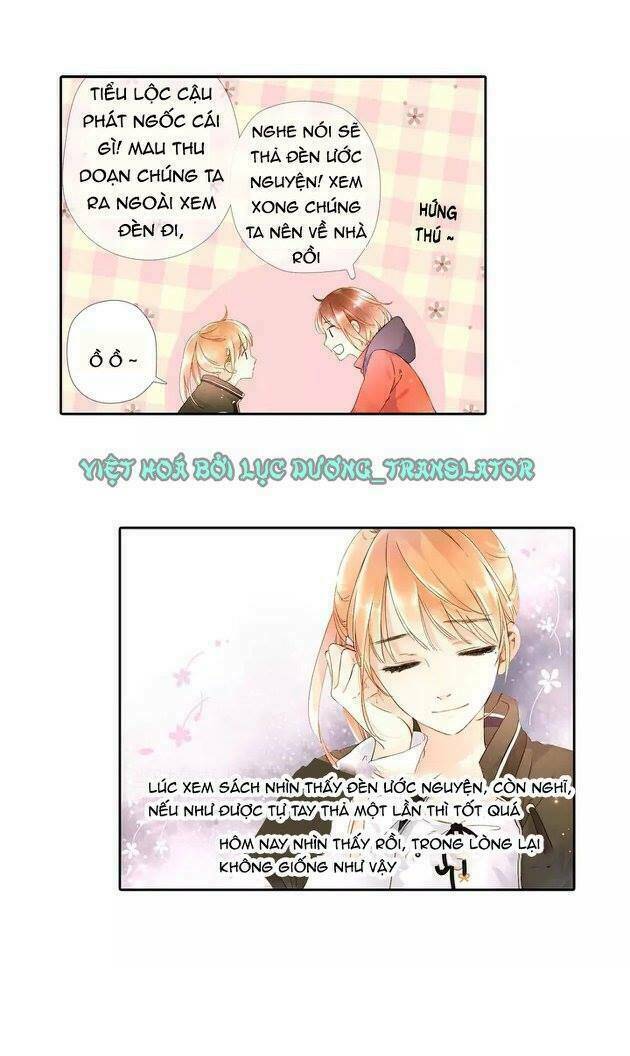 TIỂU LỘC CẬU
PHÁT NGỐC CÁI
GÌ! MAU THU
DỌN CHÚNG TA
RA NGOÀI XEM
ĐÈN ĐI,
NGHE NÓI SẼ
THẢ ĐÈN ƯỚC
NGUYỆN! XEM
XONG CHÚNG
TA NÊN VỀ NHÀ
RỒI
HỨNG
THÚ ~
Ồ Ồ ~
VIỆT HOÁ BỞI LỤC DƯƠNG_TRANSLATOR
LÚC XEM SÁCH NHÌN THẤY ĐÈN ƯỚC NGUYỆN, CÒN NGHĨ,
NẾU NHƯ ĐƯỢC TỰ TAY THẢ MỘT LẦN THÌ TỐT QUÁ
HÔM NAY NHÌN THẤY RỒI, TRONG LÒNG LẠI
KHÔNG GIỐNG NHƯ VẬY